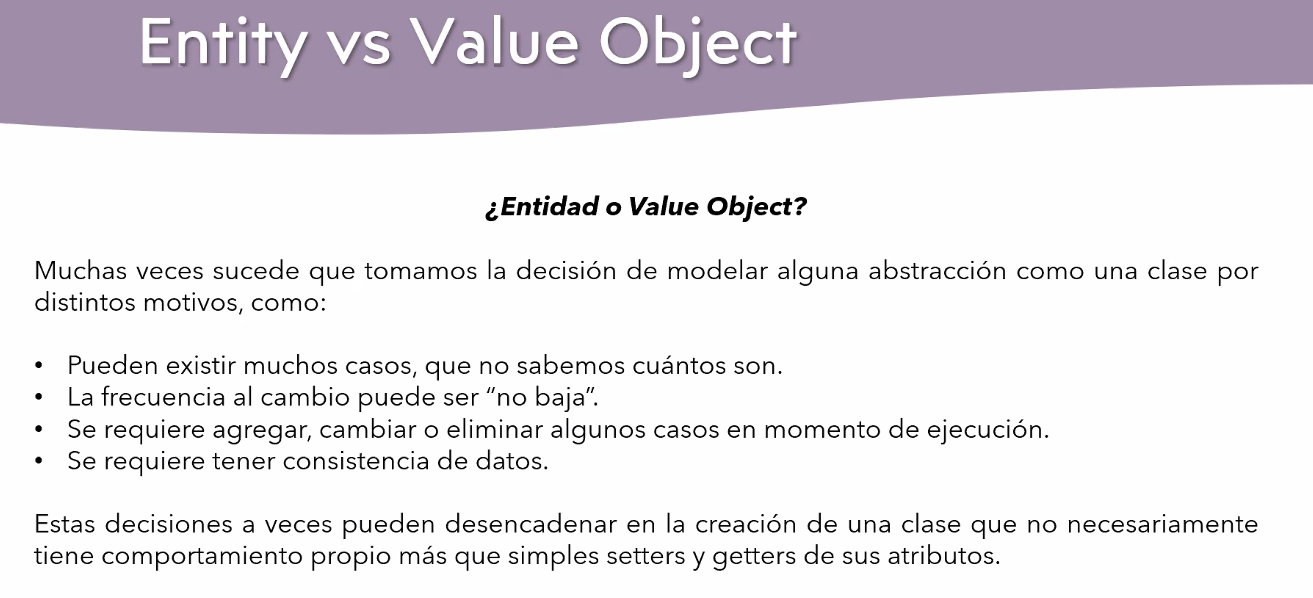 Entity vs Value Object
¿Entidad o Value Object?
Muchas veces sucede que tomamos la decisión de modelar alguna abstracción como una clase por
distintos motivos, como:
• Pueden existir muchos casos, que no sabemos cuántos son.
• La frecuencia al cambio puede ser “no baja”.
• Se requiere agregar, cambiar o eliminar algunos casos en momento de ejecución.
• Se requiere tener consistencia de datos.
Estas decisiones a veces pueden desencadenar en la creación de una clase que no necesariamente
tiene comportamiento propio más que simples setters y getters de sus atributos.